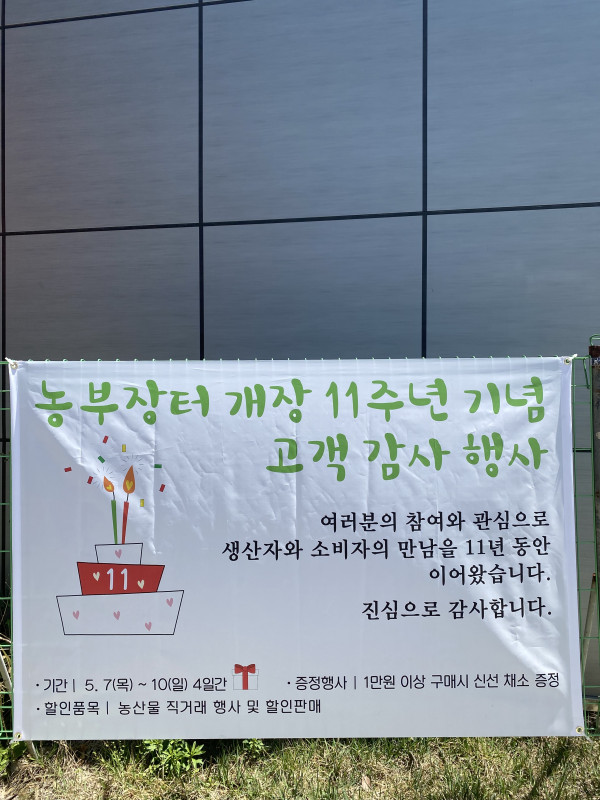 농부장터 개장 11주년 기념
고객 감사 행사
여러분의 참여와 관심으로
생산자와 소비자의 만남을 11년 동안
이어왔습니다.
진심으로 감사합니다.
11
· 기간 | 5. 7(목) ~ 10(일) 4일간
· 증정행사 | 1만원 이상 구매시 신선 채소 증정
· 할인품목 | 농산물 직거래 행사 및 할인판매